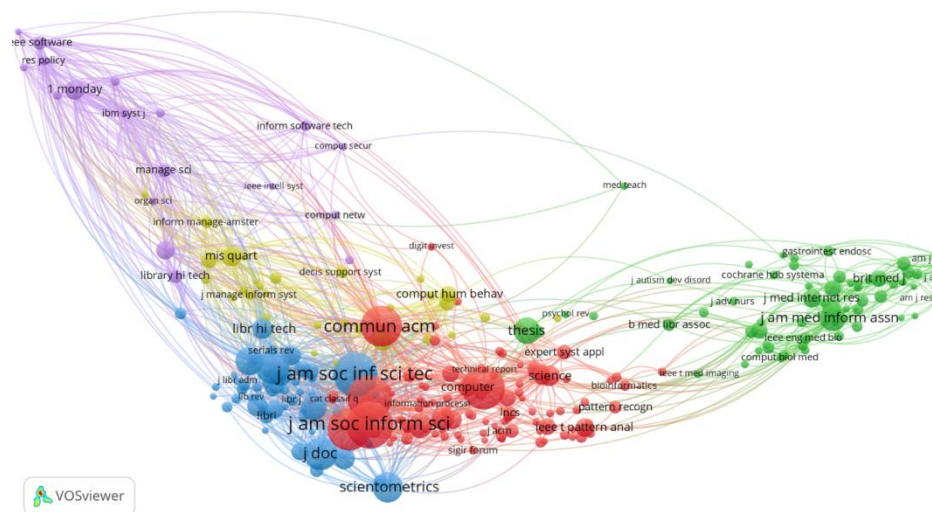 ieee software
res policy
1 monday
ibm syst j
inform software tech
comput secur
manage sci
ieee intell syst
med teach
organ sci
comput netw
inform manage-amster
digit invest
mis quart
gastrointest endosc
library hi tech
decis support syst
cochrane hdb systema
brit med j
j autism dev disord
j manage inform syst
comput hum behav
j adv nurs
j med internet res
am j res
psychol rev
j am med inform assn
commun acm
thesis
b med libr assoc
libr hi tech
ieee eng med bio
serials rev
expert syst appl
comput biol med
technical report
j libr adm
j am soc inf sci tec
science
ieee t med imaging
computer
bioinformatics
lib rev
libr j
cat classif q
information processi
lncs
pattern recogn
libri
j am soc inform sci
j acm
ieee t pattern anal
j doc
sigir forum
scientometrics
VOSviewer